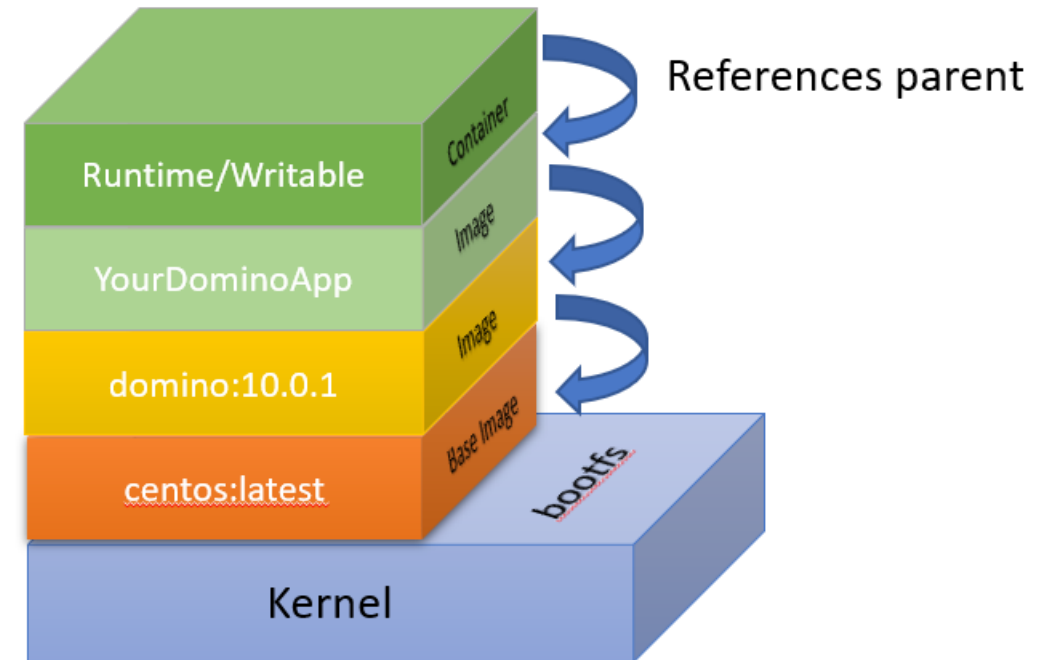 References parent
Container
Runtime/Writable
Image
YourDominoApp
Image
domino:10.0.1
Base Image
centos:latest
bootfs
Kernel